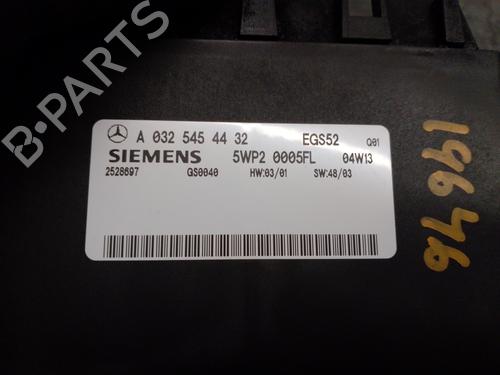 A 032 545 44 32 EGS52 Q01
SIEMENS 5WP2 0005FL 04W13
2528697 GS0040 HW:03/01 SW:48/03
199476
B-PARTS